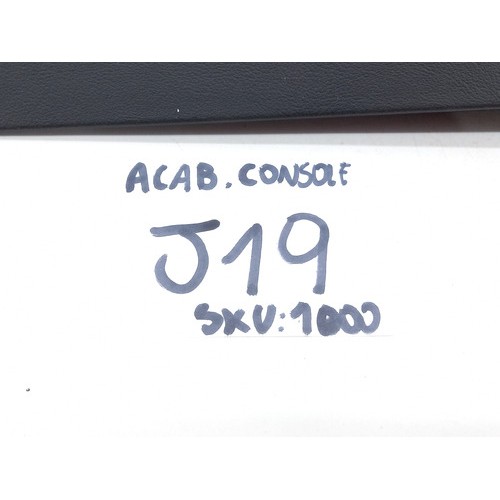 ACAB. CONSOLE
J19
SKU:1000